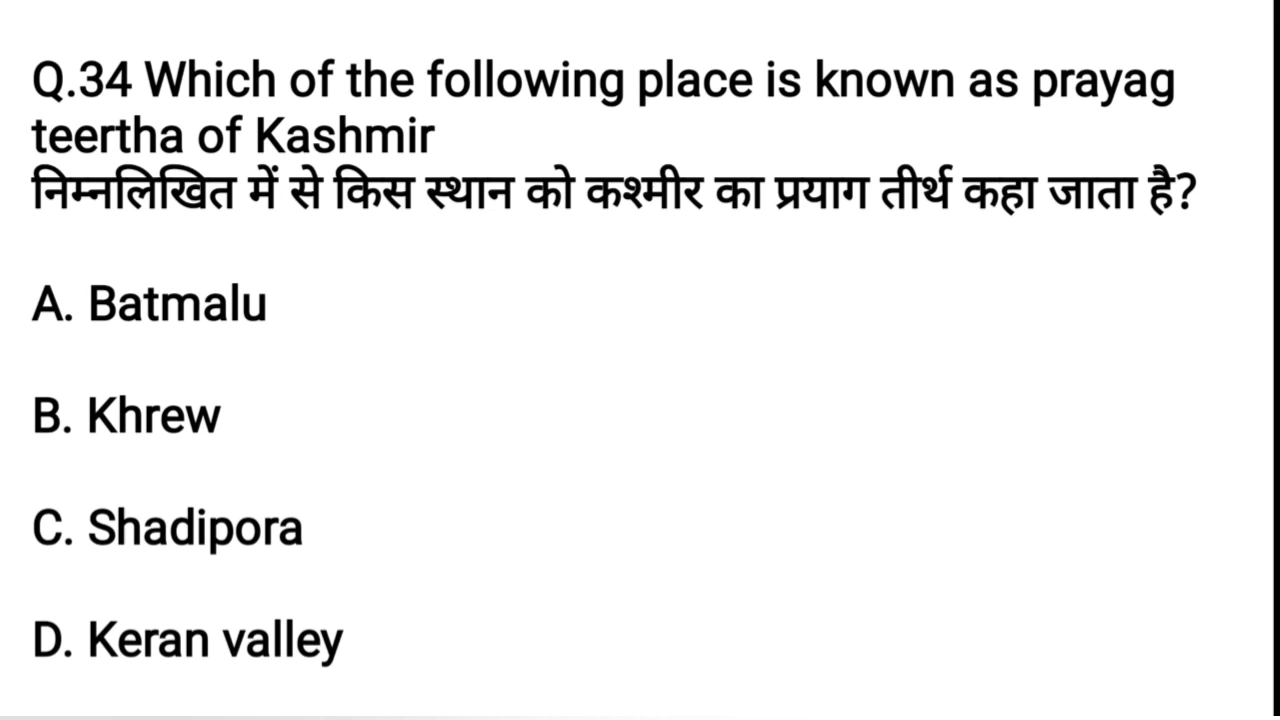 Q.34 Which of the following place is known as prayag
teertha of Kashmir
निम्नलिखित में से किस स्थान को कश्मीर का प्रयाग तीर्थ कहा जाता है?
A. Batmalu
B. Khrew
C. Shadipora
D. Keran valley